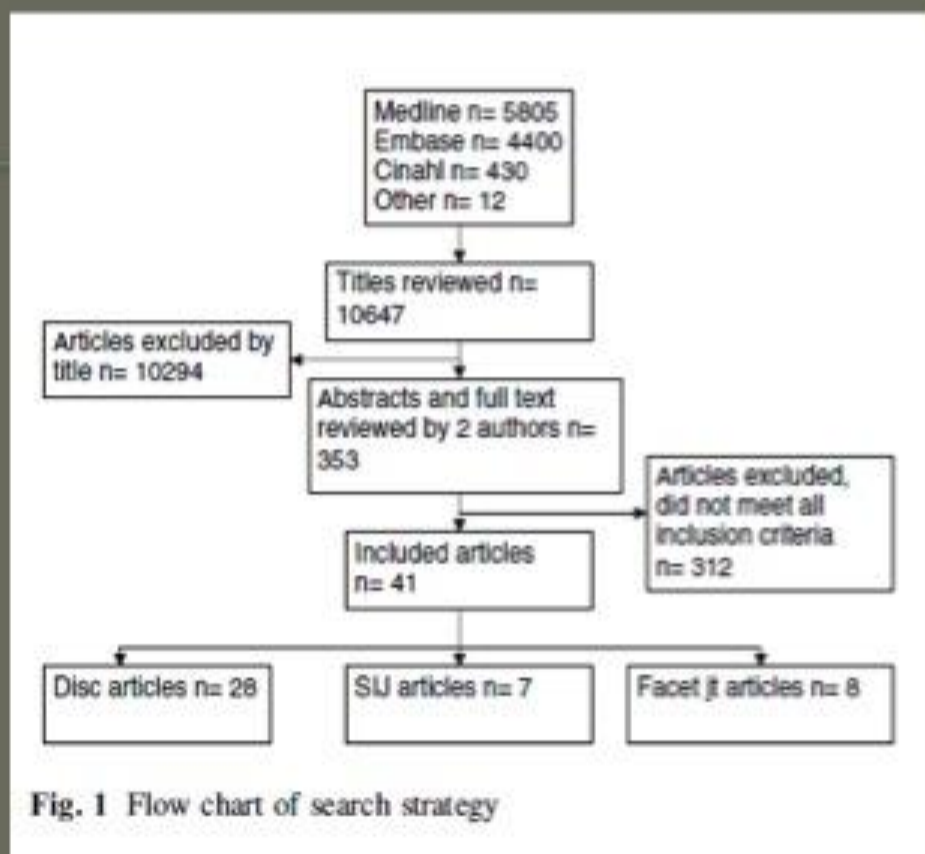 Medline n= 5805
Embase n= 4400
Cinahl n= 430
Other n= 12
Titles reviewed n=
10647
Articles excluded by
title n= 10294
Abstracts and full text
reviewed by 2 authors n=
353
Articles excluded,
did not meet all
inclusion criteria
n= 312
Included articles
n= 41
Disc articles n= 28
SIJ articles n= 7
Facet jt articles n= 8
Fig. 1 Flow chart of search strategy